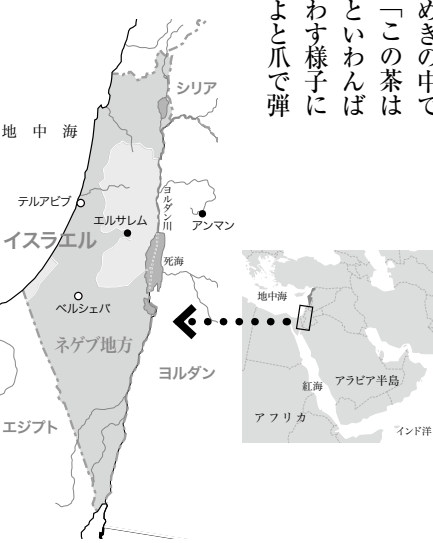 めきの中で
「この茶は
といわんば
わす様子に
よと爪で弾
シリア
地中海
テルアビブ
ヨルダン川
エルサレム
アンマン
イスラエル
死海
ベルシェバ
ネゲブ地方
ヨルダン
エジプト
地中海
紅海
アラビア半島
アフリカ
インド洋